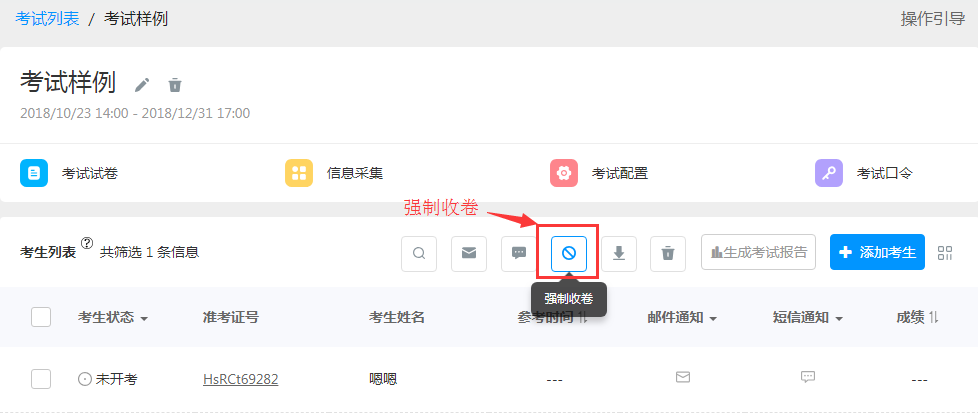 考试列表 / 考试样例 操作引导
考试样例
2018/10/23 14:00 - 2018/12/31 17:00
考试试卷 信息采集 考试配置 考试口令
强制收卷
考生列表 ? 共筛选 1 条信息 生成考试报告 添加考生
强制收卷
考生状态 准考证号 考生姓名 参考时间 邮件通知 短信通知 成绩
未开考 HsRCt69282 嗯嗯 --- ---